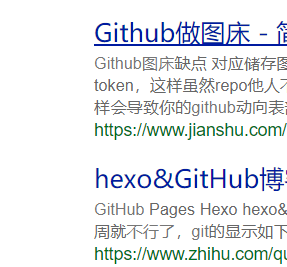 Github做图床 - 简
Github图床缺点 对应储存图
token，这样虽然repo他人不
样会导致你的github动向表
https://www.jianshu.com/
hexo&GitHub博客
GitHub Pages Hexo hexo&
周就不行了，git的显示如下
https://www.zhihu.com/qu